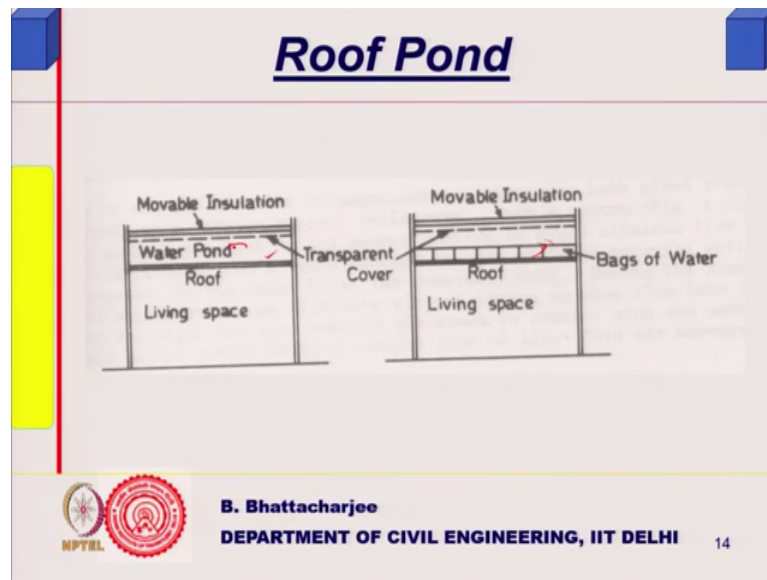 Roof Pond
Movable Insulation
Water Pond
Roof
Living space
Transparent
Cover
Movable Insulation
Bags of Water
Roof
Living space
NPTEL
B. Bhattacharjee
DEPARTMENT OF CIVIL ENGINEERING, IIT DELHI
14